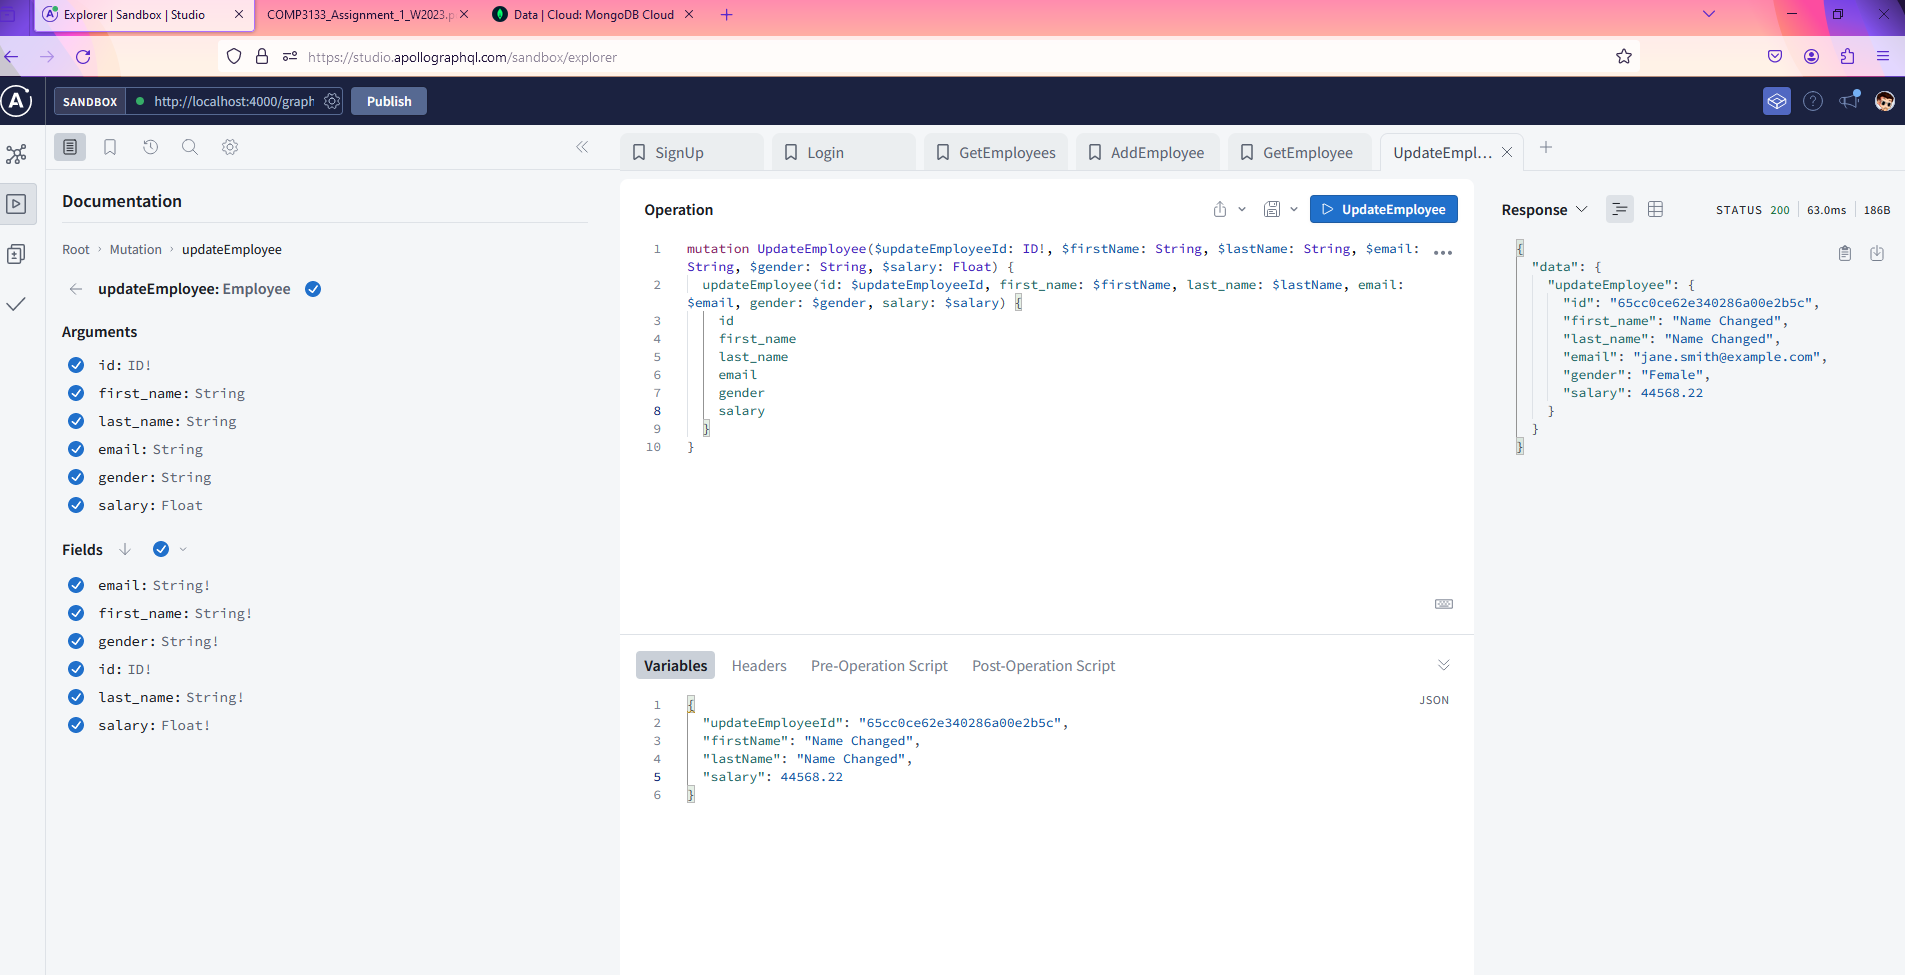 Explorer | Sandbox | Studio
COMP3133_Assignment_1_W2023.p
Data | Cloud: MongoDB Cloud
https://studio.apollographql.com/sandbox/explorer
SANDBOX
http://localhost:4000/graph
Publish
SignUp
Login
GetEmployees
AddEmployee
GetEmployee
UpdateEmpl...
Documentation
Root › Mutation › updateEmployee
updateEmployee: Employee
Arguments
id: ID!
first_name: String
last_name: String
email: String
gender: String
salary: Float
Fields
email: String!
first_name: String!
gender: String!
id: ID!
last_name: String!
salary: Float!
Operation
UpdateEmployee
1 mutation UpdateEmployee($updateEmployeeId: ID!, $firstName: String, $lastName: String, $email:
String, $gender: String, $salary: Float) {
2 updateEmployee(id: $updateEmployeeId, first_name: $firstName, last_name: $lastName, email:
$email, gender: $gender, salary: $salary) {
3 id
4 first_name
5 last_name
6 email
7 gender
8 salary
9 }
10 }
Variables
Headers
Pre-Operation Script
Post-Operation Script
JSON
1 {
2 "updateEmployeeId": "65cc0ce62e340286a00e2b5c",
3 "firstName": "Name Changed",
4 "lastName": "Name Changed",
5 "salary": 44568.22
6 }
Response
STATUS 200
63.0ms
186B
{
"data": {
"updateEmployee": {
"id": "65cc0ce62e340286a00e2b5c",
"first_name": "Name Changed",
"last_name": "Name Changed",
"email": "jane.smith@example.com",
"gender": "Female",
"salary": 44568.22
}
}
}